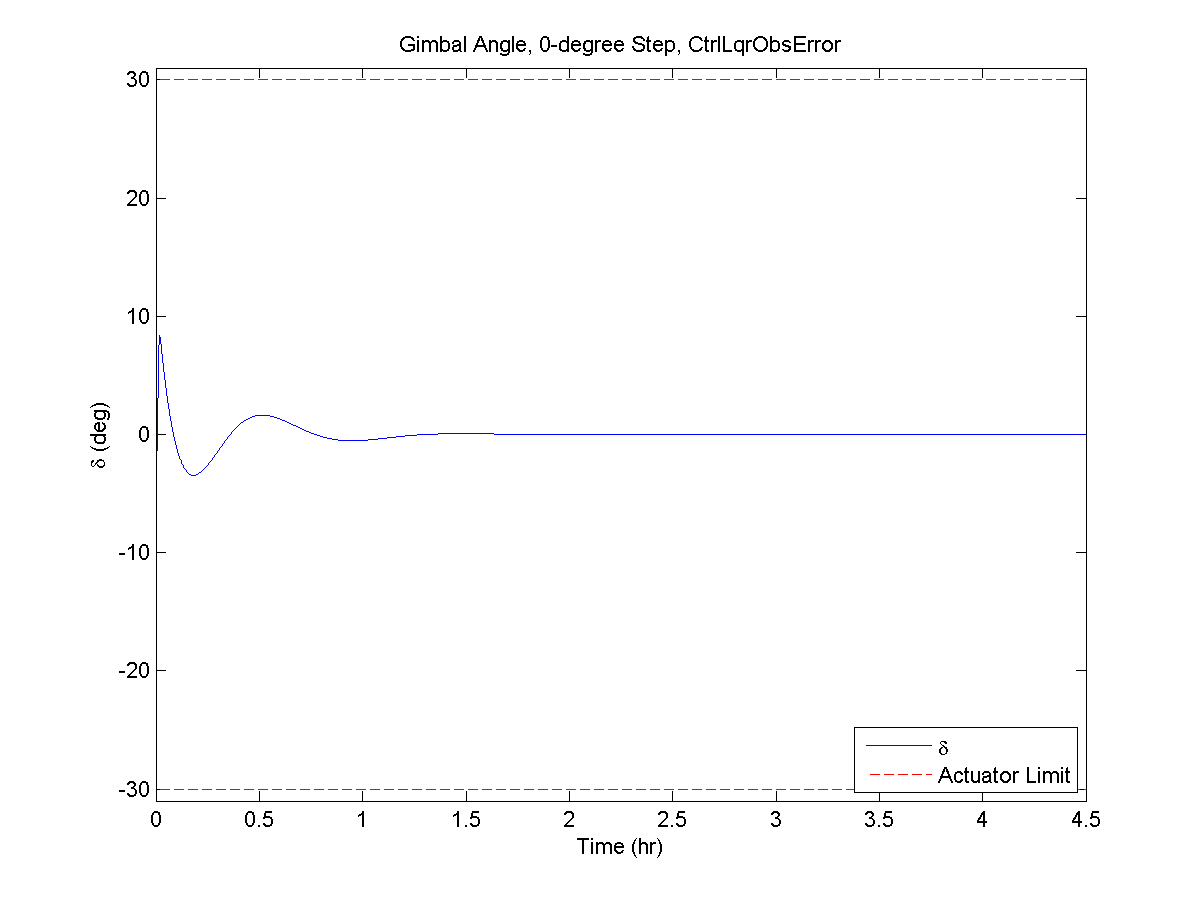 Gimbal Angle, 0-degree Step, CtrlLqrObsError
30
20
10
0
-10
-20
-30
δ (deg)
δ
Actuator Limit
0 0.5 1 1.5 2 2.5 3 3.5 4 4.5
Time (hr)